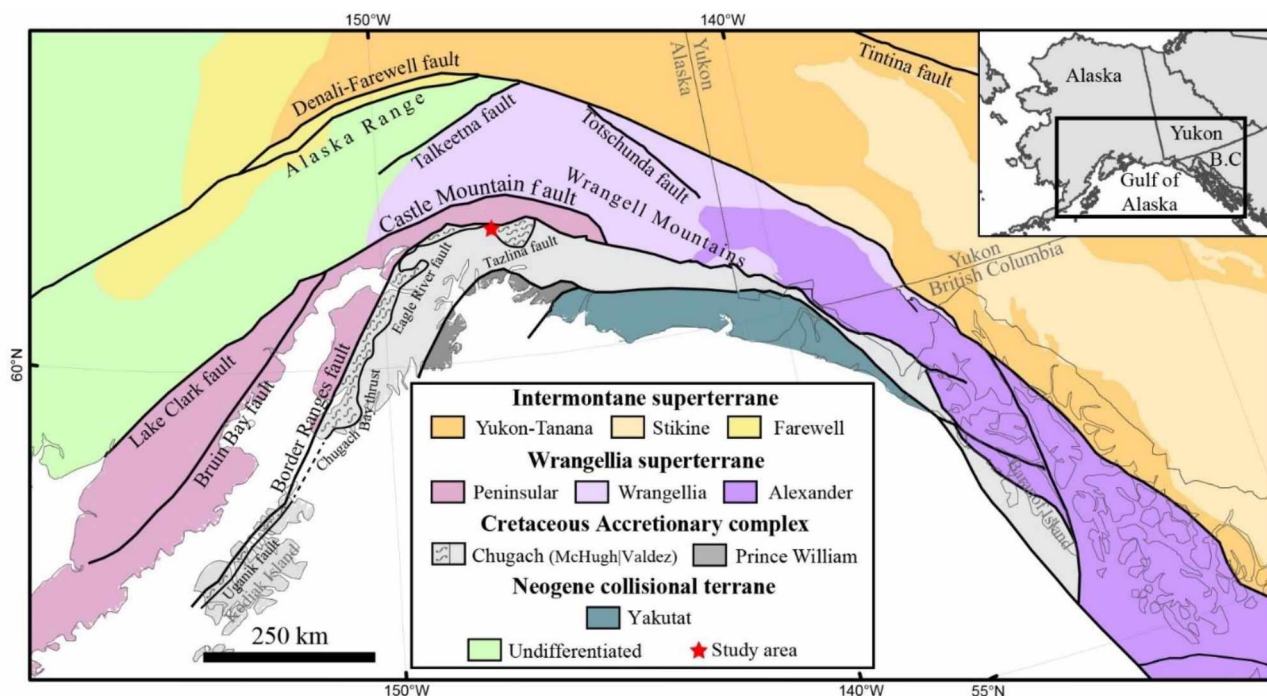 150°W
140°W
Denali-Farewell fault
Alaska Range
Talkeetna fault
Totschunda fault
Yukon
Alaska
Tintina fault
Alaska
Yukon
B.C
Gulf of
Alaska
Castle Mountain fault
Wrangell Mountains
Tazlina fault
Eagle River fault
Yukon
British Columbia
60°N
Lake Clark fault
Bruin Bay fault
Border Ranges fault
Chugach Bay thrust
Uganik fault
Kodiak Island
Baranof Island
Intermontane superterrane
Yukon-Tanana
Stikine
Farewell
Wrangellia superterrane
Peninsular
Wrangellia
Alexander
Cretaceous Accretionary complex
Chugach (McHugh|Valdez)
Prince William
Neogene collisional terrane
Yakutat
Undifferentiated
Study area
250 km
150°W
140°W
55°N